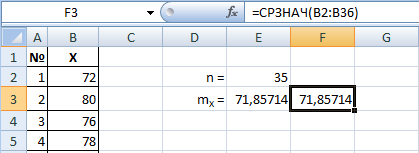 F3 fx =СРЗНАЧ(B2:B36)
A B C D E F G
1 № X
2 1 72 n = 35
3 2 80 mx = 71,85714 71,85714
4 3 76
5 4 78